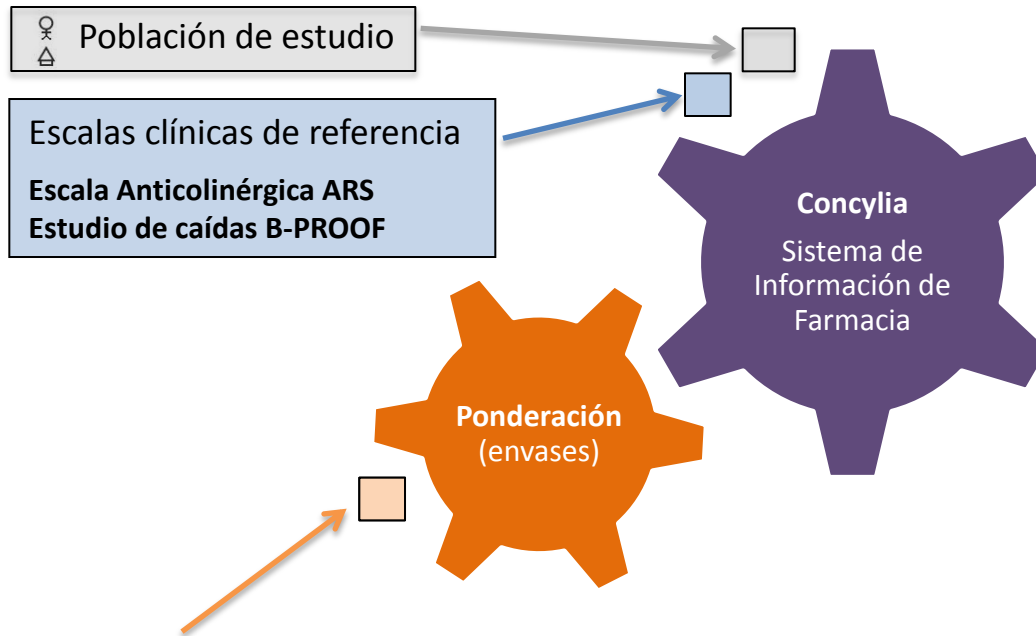 Población de estudio
Escalas clínicas de referencia
Escala Anticolinérgica ARS
Estudio de caídas B-PROOF
Concylia
Sistema de
Información de
Farmacia
Ponderación
(envases)